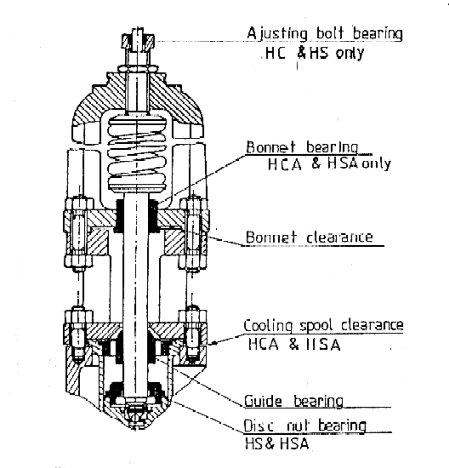 Ajusting bolt bearing
HC & HS only
Bonnet bearing
HCA & HSA only
Bonnet clearance
Cooling spool clearance
HCA & HSA
Guide bearing
Disc nut bearing
HS & HSA